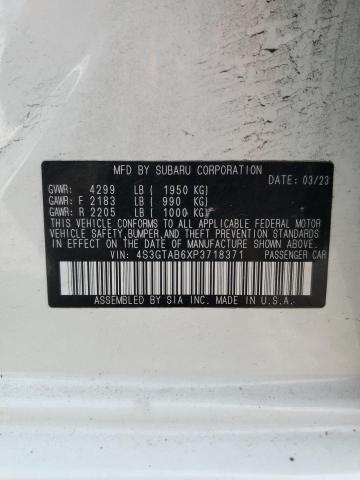 MFD BY SUBARU CORPORATION
DATE: 03/23
GVWR: 4299 LB ( 1950 KG)
GAWR: F 2183 LB ( 990 KG)
GAWR: R 2205 LB ( 1000 KG)
THIS VEHICLE CONFORMS TO ALL APPLICABLE FEDERAL MOTOR
VEHICLE SAFETY, BUMPER, AND THEFT PREVENTION STANDARDS
IN EFFECT ON THE DATE OF MANUFACTURE SHOWN ABOVE.
VIN: 4S3GTAB6XP3718371 PASSENGER CAR
ASSEMBLED BY SIA INC. MADE IN U.S.A.